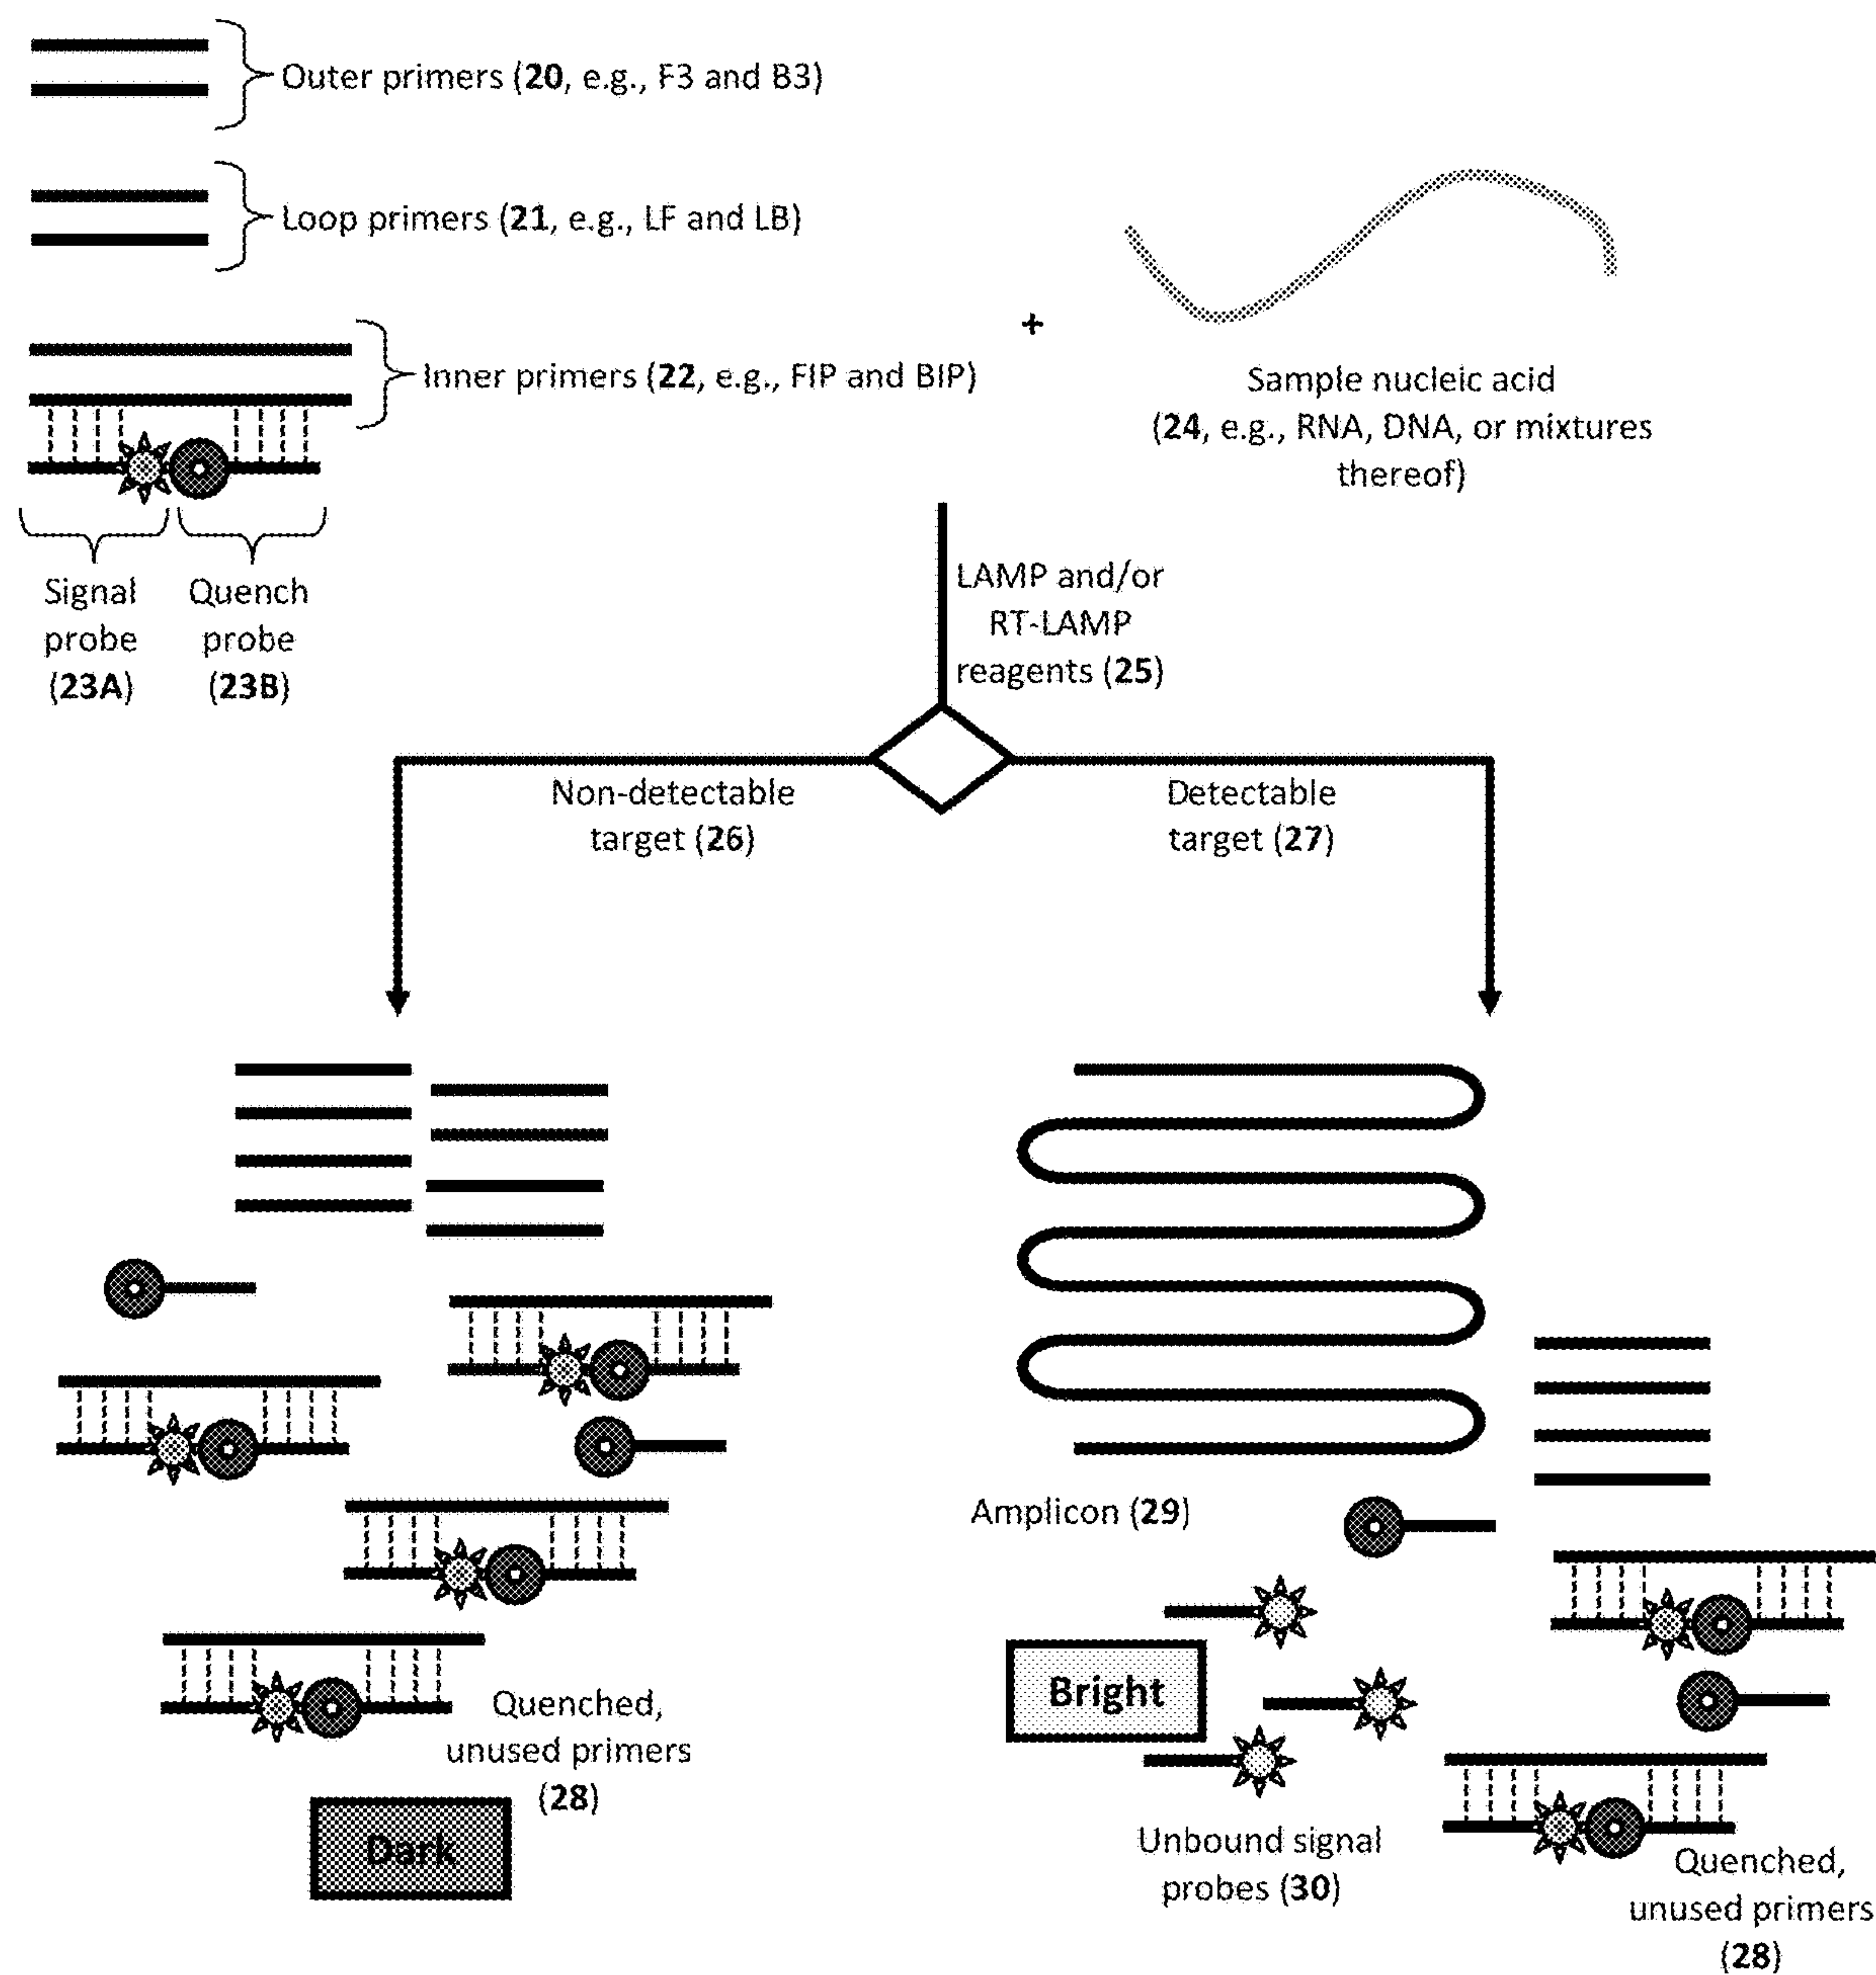 Outer primers (20, e.g., F3 and B3)
Loop primers (21, e.g., LF and LB)
Inner primers (22, e.g., FIP and BIP)
+
Sample nucleic acid
(24, e.g., RNA, DNA, or mixtures
thereof)
Signal
probe
(23A)
Quench
probe
(23B)
LAMP and/or
RT-LAMP
reagents (25)
Non-detectable
target (26)
Detectable
target (27)
Quenched,
unused primers
(28)
Dark
Amplicon (29)
Bright
Unbound signal
probes (30)
Quenched,
unused primers
(28)